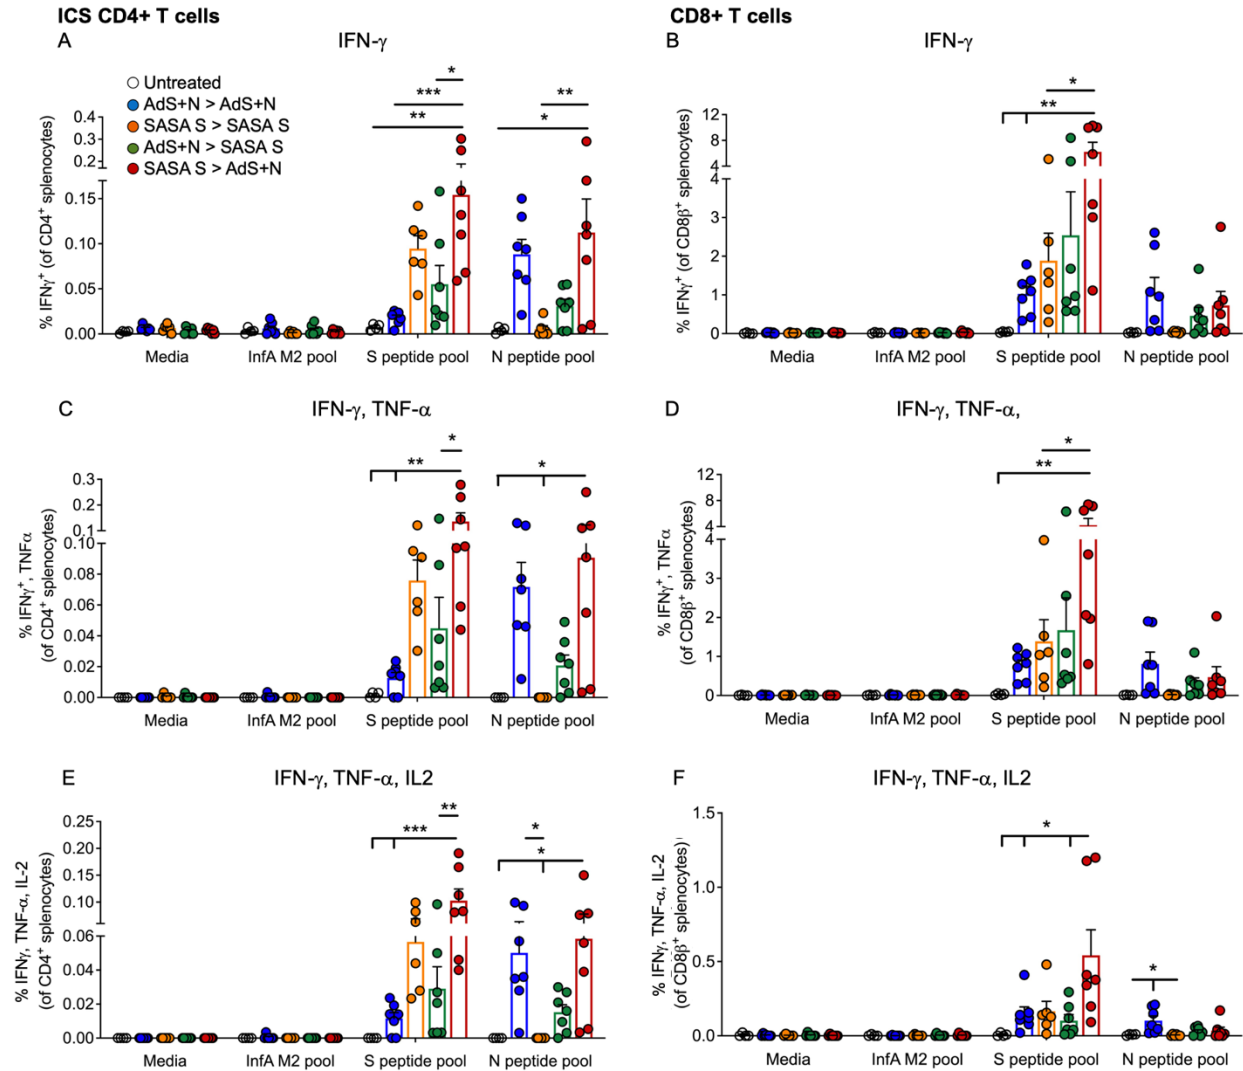 ICS CD4+ T cells
CD8+ T cells
A
IFN-γ
B
IFN-γ
Untreated
AdS+N > AdS+N
SASA S > SASA S
AdS+N > SASA S
SASA S > AdS+N
*
***
**
**
*
*
**
% IFNγ⁺ (of CD4⁺ splenocytes)
0.4
0.3
0.2
0.15
0.10
0.05
0.00
Media
InfA M2 pool
S peptide pool
N peptide pool
% IFNγ⁺ (of CD8β⁺ splenocytes)
12
8
4
4
3
2
1
0
Media
InfA M2 pool
S peptide pool
N peptide pool
C
IFN-γ, TNF-α
D
IFN-γ, TNF-α,
*
**
*
*
**
% IFNγ⁺, TNFα
(of CD4⁺ splenocytes)
0.3
0.2
0.1
0.10
0.08
0.06
0.04
0.02
0.00
Media
InfA M2 pool
S peptide pool
N peptide pool
% IFNγ⁺, TNFα
(of CD8β⁺ splenocytes)
12
8
4
4
3
2
1
0
Media
InfA M2 pool
S peptide pool
N peptide pool
E
IFN-γ, TNF-α, IL2
F
IFN-γ, TNF-α, IL2
**
***
*
*
*
*
% IFNγ, TNF-α, IL-2
(of CD4⁺ splenocytes)
0.25
0.20
0.15
0.10
0.06
0.04
0.02
0.00
Media
InfA M2 pool
S peptide pool
N peptide pool
% IFNγ, TNF-α, IL-2
(of CD8β⁺ splenocytes)
1.5
1.0
0.5
0.0
Media
InfA M2 pool
S peptide pool
N peptide pool